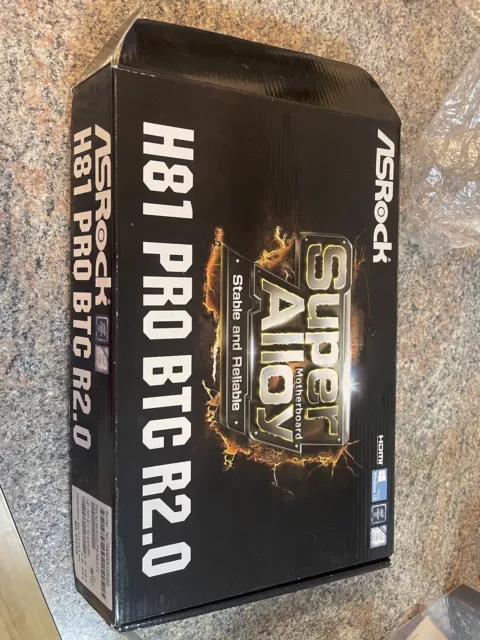 ASRock
Super
Alloy
Motherboard
Stable and Reliable
HDMI
H81 PRO BTC R2.0
ASRock
H81 PRO BTC R2.0